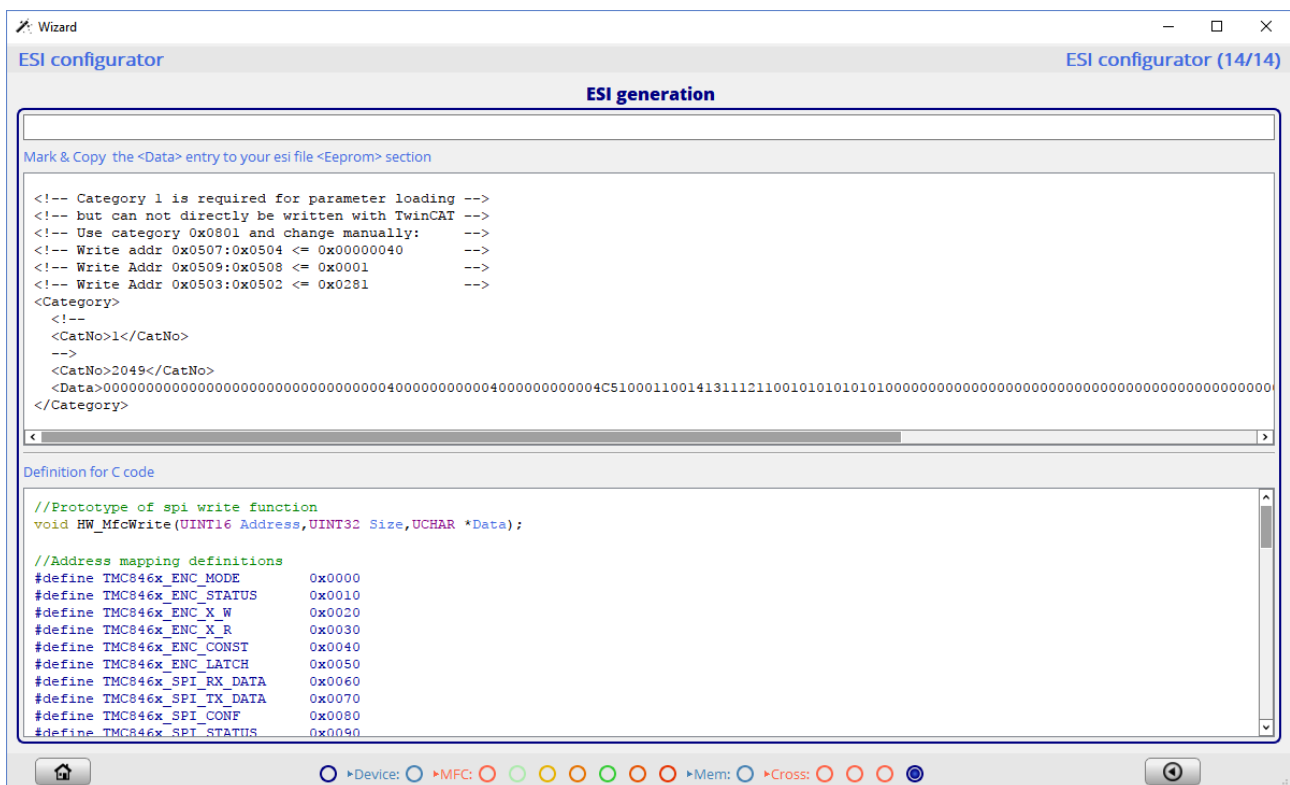 Wizard
ESI configurator
ESI configurator (14/14)
ESI generation
Mark & Copy the <Data> entry to your esi file <Eeprom> section
<!-- Category 1 is required for parameter loading -->
<!-- but can not directly be written with TwinCAT -->
<!-- Use category 0x0801 and change manually: -->
<!-- Write addr 0x0507:0x0504 <= 0x00000040 -->
<!-- Write Addr 0x0509:0x0508 <= 0x0001 -->
<!-- Write Addr 0x0503:0x0502 <= 0x0281 -->
<Category>
<!--
<CatNo>1</CatNo>
-->
<CatNo>2049</CatNo>
</Category>
Definition for C code
//Prototype of spi write function
void HW_MfcWrite(UINT16 Address,UINT32 Size,UCHAR *Data);
//Address mapping definitions
#define TMC846x_ENC_MODE 0x0000
#define TMC846x_ENC_STATUS 0x0010
#define TMC846x_ENC_X_W 0x0020
#define TMC846x_ENC_X_R 0x0030
#define TMC846x_ENC_CONST 0x0040
#define TMC846x_ENC_LATCH 0x0050
#define TMC846x_SPI_RX_DATA 0x0060
#define TMC846x_SPI_TX_DATA 0x0070
#define TMC846x_SPI_CONF 0x0080
#define TMC846x_SPI_STATUS 0x0090
Device: MFC: Mem: Cross: